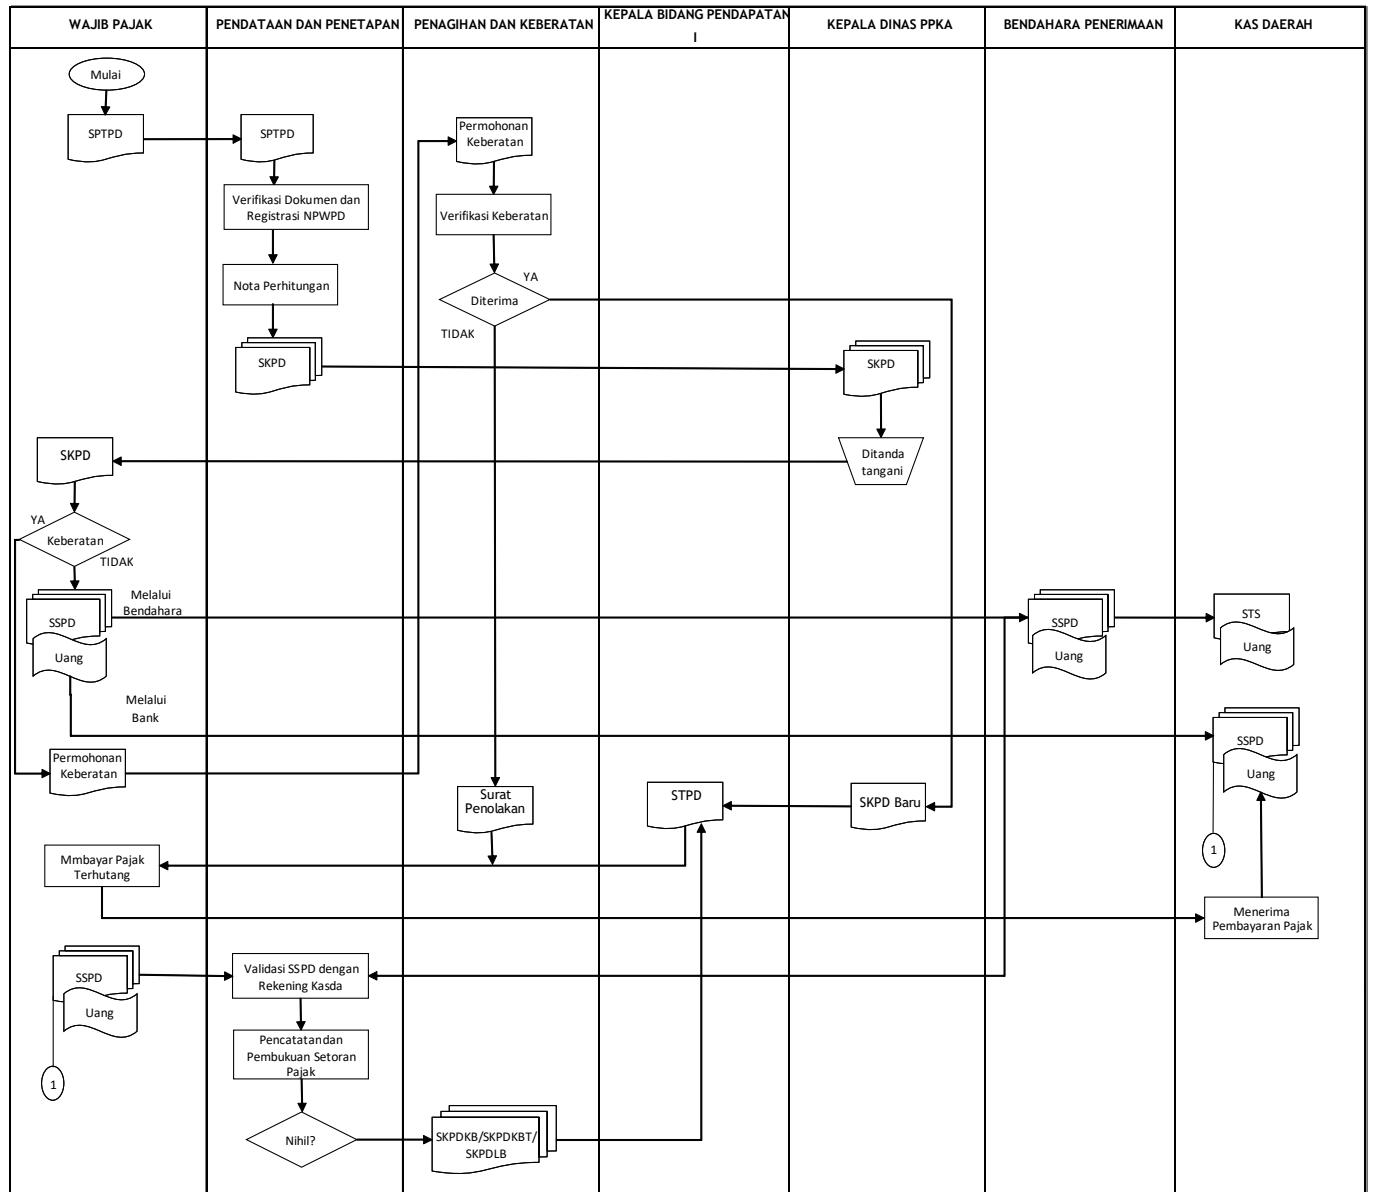 WAJIB PAJAK
PENDATAAN DAN PENETAPAN
PENAGIHAN DAN KEBERATAN
KEPALA BIDANG PENDAPATAN
I
KEPALA DINAS PPKA
BENDAHARA PENERIMAAN
KAS DAERAH
Mulai
SPTPD
SPTPD
Permohonan
Keberatan
Verifikasi Dokumen dan
Registrasi NPWPD
Verifikasi Keberatan
Nota Perhitungan
YA
Diterima
TIDAK
SKPD
SKPD
SKPD
Ditanda
tangani
YA
Keberatan
TIDAK
Melalui
Bendahara
SSPD
Uang
SSPD
Uang
STS
Uang
Melalui
Bank
SSPD
Uang
Permohonan
Keberatan
Surat
Penolakan
STPD
SKPD Baru
1
Mmbayar Pajak
Terhutang
Menerima
Pembayaran Pajak
SSPD
Uang
Validasi SSPD dengan
Rekening Kasda
Pencatatandan
Pembukuan Setoran
Pajak
1
Nihil?
SKPDKB/SKPDKBT/
SKPDLB